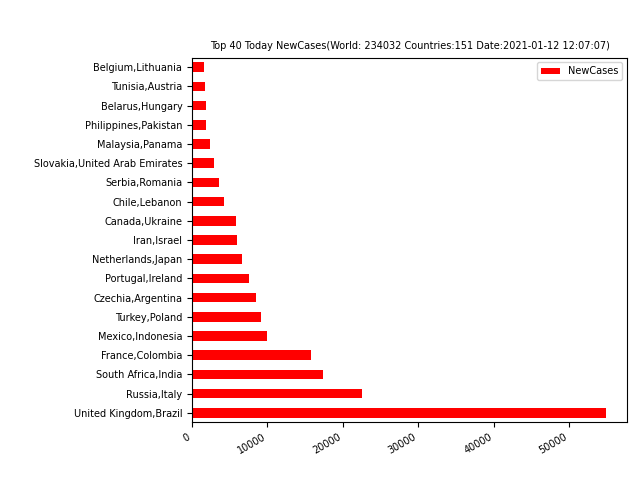 Top 40 Today NewCases(World: 234032 Countries:151 Date:2021-01-12 12:07:07)
NewCases
Belgium,Lithuania
Tunisia,Austria
Belarus,Hungary
Philippines,Pakistan
Malaysia,Panama
Slovakia,United Arab Emirates
Serbia,Romania
Chile,Lebanon
Canada,Ukraine
Iran,Israel
Netherlands,Japan
Portugal,Ireland
Czechia,Argentina
Turkey,Poland
Mexico,Indonesia
France,Colombia
South Africa,India
Russia,Italy
United Kingdom,Brazil
0
10000
20000
30000
40000
50000